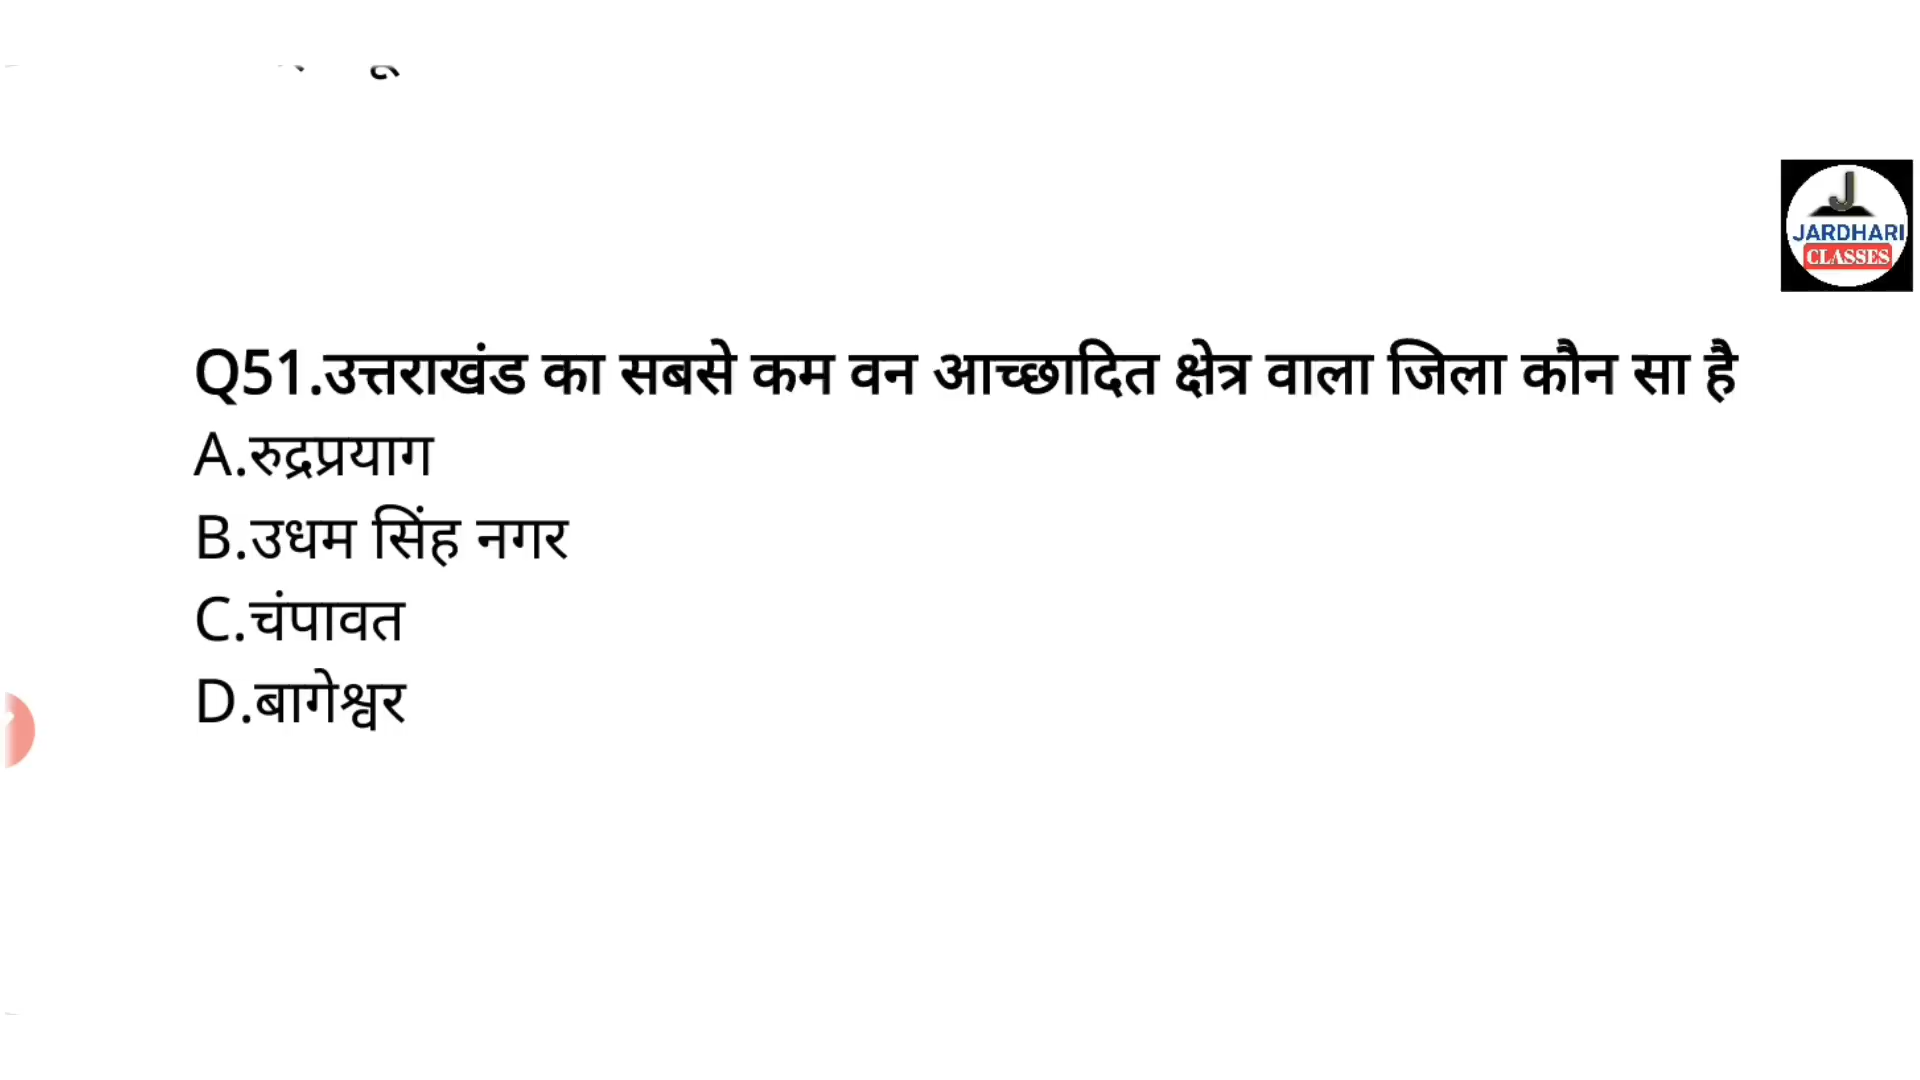 J
JARDHARI
CLASSES
Q51.उत्तराखंड का सबसे कम वन आच्छादित क्षेत्र वाला जिला कौन सा है
A.रुद्रप्रयाग
B.उधम सिंह नगर
C.चंपावत
D.बागेश्वर